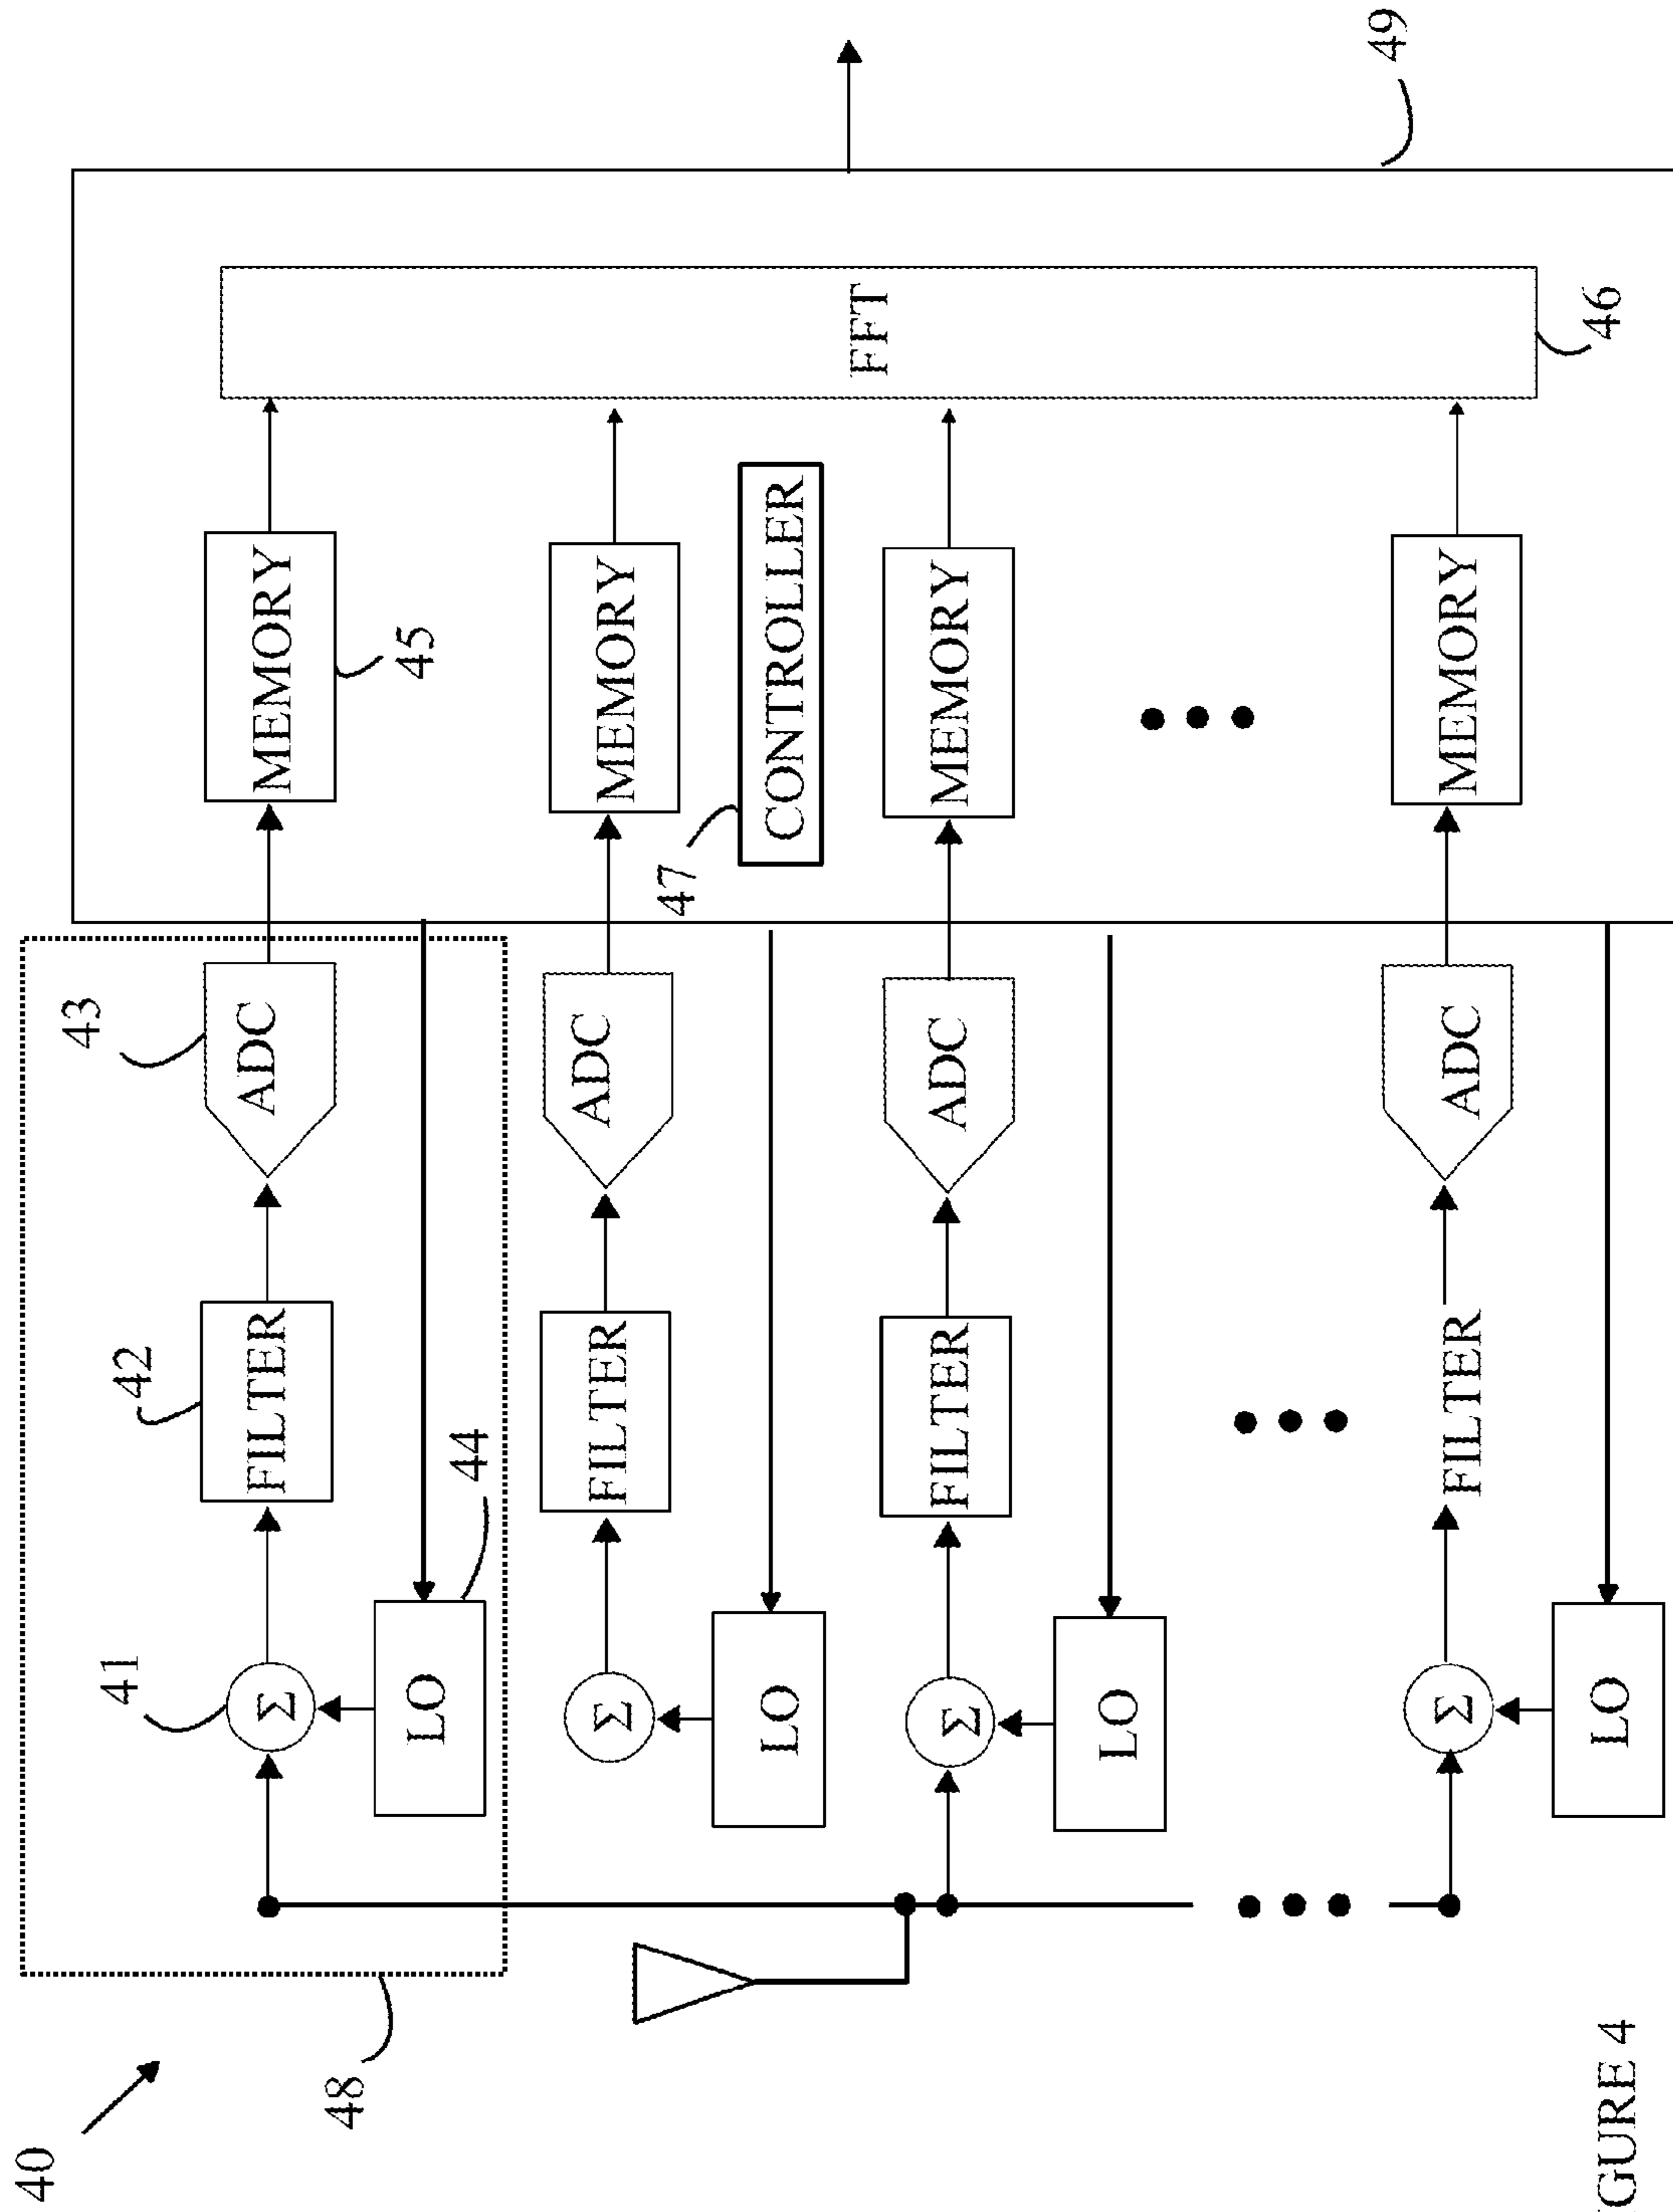 40
41
42
43
Σ
FILTER
ADC
MEMORY
LO
44
45
48
Σ
FILTER
ADC
MEMORY
LO
47
CONTROLLER
FFT
Σ
FILTER
ADC
MEMORY
LO
Σ
FILTER
ADC
MEMORY
LO
46
49
GURE 4